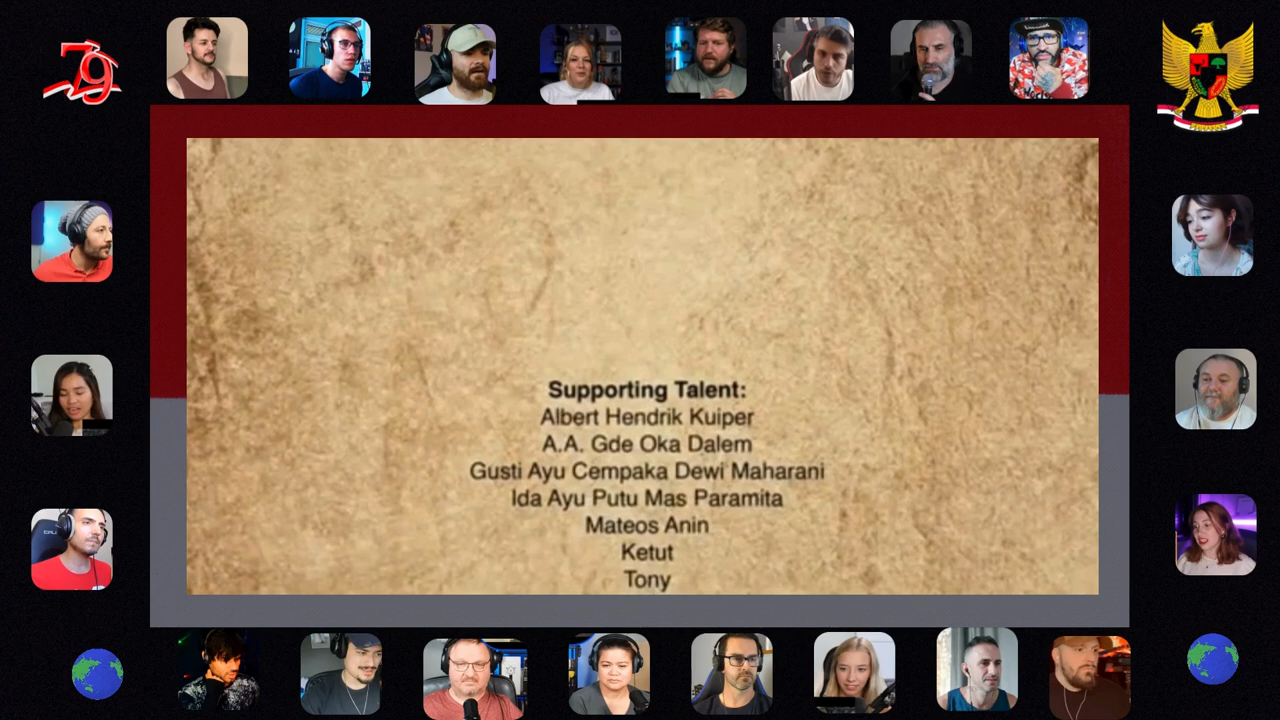 79
Supporting Talent:
Albert Hendrik Kuiper
A.A. Gde Oka Dalem
Gusti Ayu Cempaka Dewi Maharani
Ida Ayu Putu Mas Paramita
Mateos Anin
Ketut
Tony